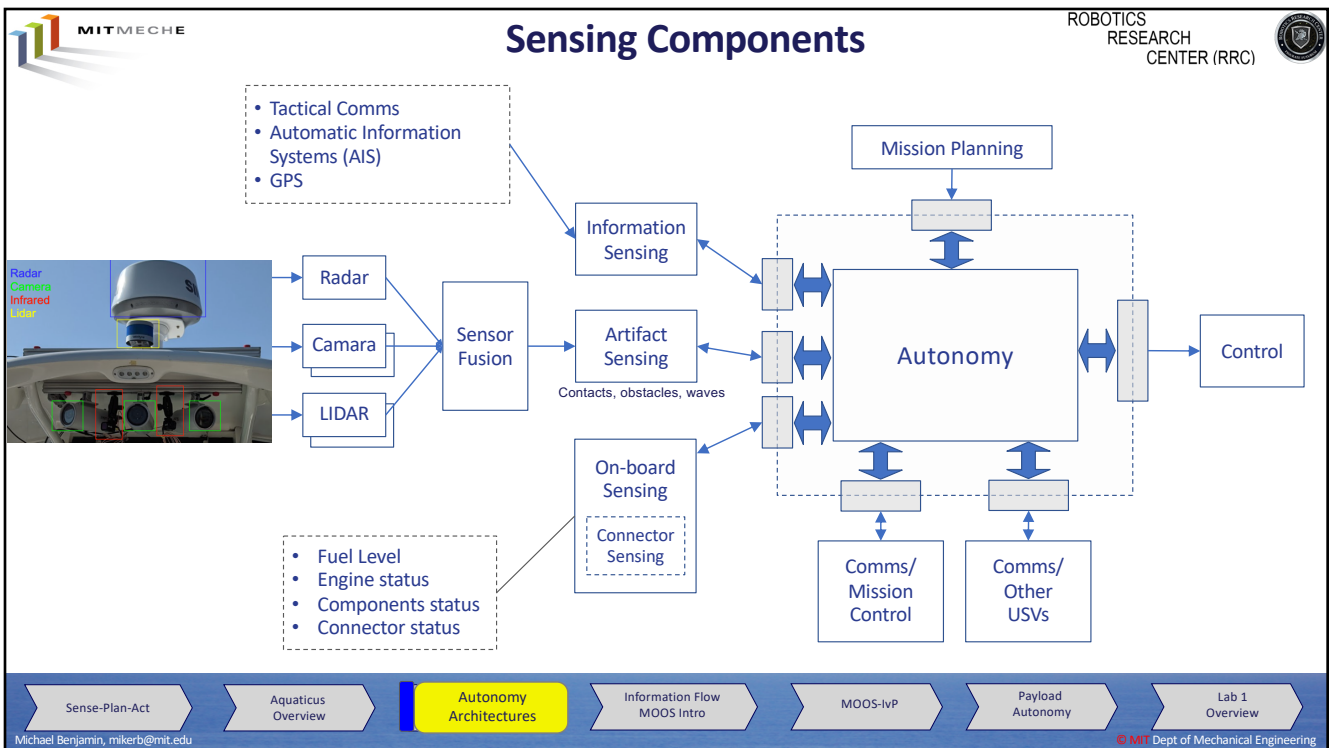 MITMECHE
Sensing Components
ROBOTICS
RESEARCH
CENTER (RRC)
• Tactical Comms
• Automatic Information
Systems (AIS)
• GPS
Mission Planning
Information
Sensing
Radar
Camera
Infrared
Lidar
Radar
Camara
LIDAR
Sensor
Fusion
Artifact
Sensing
Contacts, obstacles, waves
Autonomy
Control
On-board
Sensing
Connector
Sensing
• Fuel Level
• Engine status
• Components status
• Connector status
Comms/
Mission
Control
Comms/
Other
USVs
Sense-Plan-Act
Aquaticus
Overview
Autonomy
Architectures
Information Flow
MOOS Intro
MOOS-IvP
Payload
Autonomy
Lab 1
Overview
Michael Benjamin, mikerb@mit.edu
© MIT Dept of Mechanical Engineering